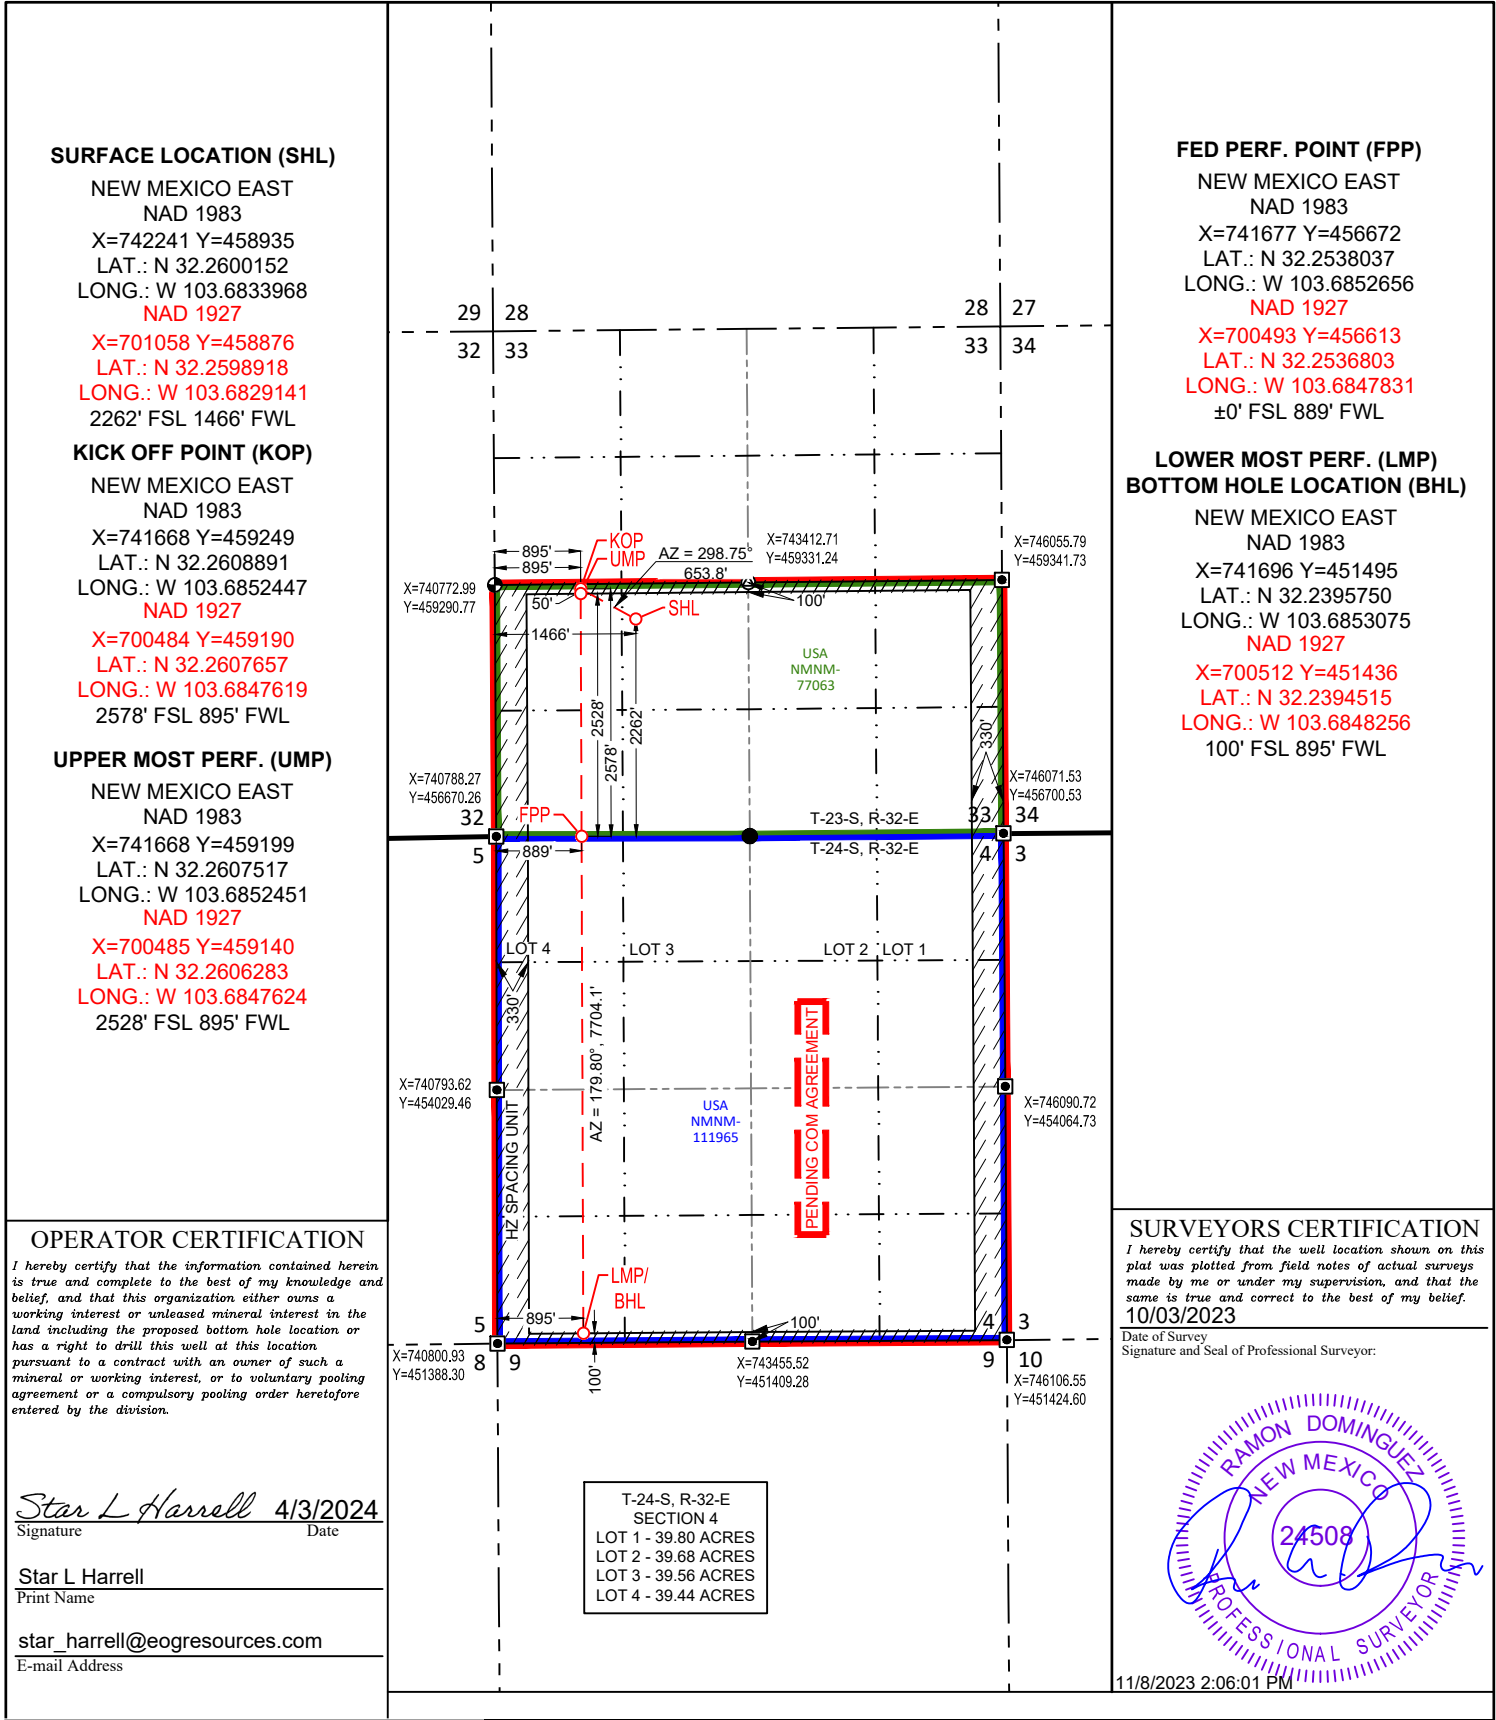 SURFACE LOCATION (SHL)
NEW MEXICO EAST
NAD 1983
X=742241 Y=458935
LAT.: N 32.2600152
LONG.: W 103.6833968
NAD 1927
X=701058 Y=458876
LAT.: N 32.2598918
LONG.: W 103.6829141
2262' FSL 1466' FWL
KICK OFF POINT (KOP)
NEW MEXICO EAST
NAD 1983
X=741668 Y=459249
LAT.: N 32.2608891
LONG.: W 103.6852447
NAD 1927
X=700484 Y=459190
LAT.: N 32.2607657
LONG.: W 103.6847619
2578' FSL 895' FWL
UPPER MOST PERF. (UMP)
NEW MEXICO EAST
NAD 1983
X=741668 Y=459199
LAT.: N 32.2607517
LONG.: W 103.6852451
NAD 1927
X=700485 Y=459140
LAT.: N 32.2606283
LONG.: W 103.6847624
2528' FSL 895' FWL
OPERATOR CERTIFICATION
I hereby certify that the information contained herein
is true and complete to the best of my knowledge and
belief, and that this organization either owns a
working interest or unleased mineral interest in the
land including the proposed bottom hole location or
has a right to drill this well at this location
pursuant to a contract with an owner of such a
mineral or working interest, or to voluntary pooling
agreement or a compulsory pooling order heretofore
entered by the division.
Star L Harrell 4/3/2024
Signature Date
Star L Harrell
Print Name
star_harrell@eogresources.com
E-mail Address
29 28
32 33
28 27
33 34
895'
895'
KOP
UMP
AZ = 298.75°
653.8'
X=743412.71
Y=459331.24
X=746055.79
Y=459341.73
X=740772.99
Y=459290.77
50'
SHL
100'
1466'
USA
NMNM-
77063
2528'
2578'
2262'
330'
X=740788.27
Y=456670.26
X=746071.53
Y=456700.53
32
5
FPP
889'
T-23-S, R-32-E
T-24-S, R-32-E
33 34
4 3
LOT 4
LOT 3
LOT 2
LOT 1
330'
AZ = 179.80°, 7704.1'
PENDING COM AGREEMENT
X=740793.62
Y=454029.46
USA
NMNM-
111965
X=746090.72
Y=454064.73
HZ SPACING UNIT
LMP/
BHL
895'
100'
100'
5
8 9
4 3
9 10
X=740800.93
Y=451388.30
X=743455.52
Y=451409.28
X=746106.55
Y=451424.60
T-24-S, R-32-E
SECTION 4
LOT 1 - 39.80 ACRES
LOT 2 - 39.68 ACRES
LOT 3 - 39.56 ACRES
LOT 4 - 39.44 ACRES
FED PERF. POINT (FPP)
NEW MEXICO EAST
NAD 1983
X=741677 Y=456672
LAT.: N 32.2538037
LONG.: W 103.6852656
NAD 1927
X=700493 Y=456613
LAT.: N 32.2536803
LONG.: W 103.6847831
±0' FSL 889' FWL
LOWER MOST PERF. (LMP)
BOTTOM HOLE LOCATION (BHL)
NEW MEXICO EAST
NAD 1983
X=741696 Y=451495
LAT.: N 32.2395750
LONG.: W 103.6853075
NAD 1927
X=700512 Y=451436
LAT.: N 32.2394515
LONG.: W 103.6848256
100' FSL 895' FWL
SURVEYORS CERTIFICATION
I hereby certify that the well location shown on this
plat was plotted from field notes of actual surveys
made by me or under my supervision, and that the
same is true and correct to the best of my belief.
10/03/2023
Date of Survey
Signature and Seal of Professional Surveyor:
RAMON DOMINGUEZ
NEW MEXICO
24508
PROFESSIONAL SURVEYOR
11/8/2023 2:06:01 PM